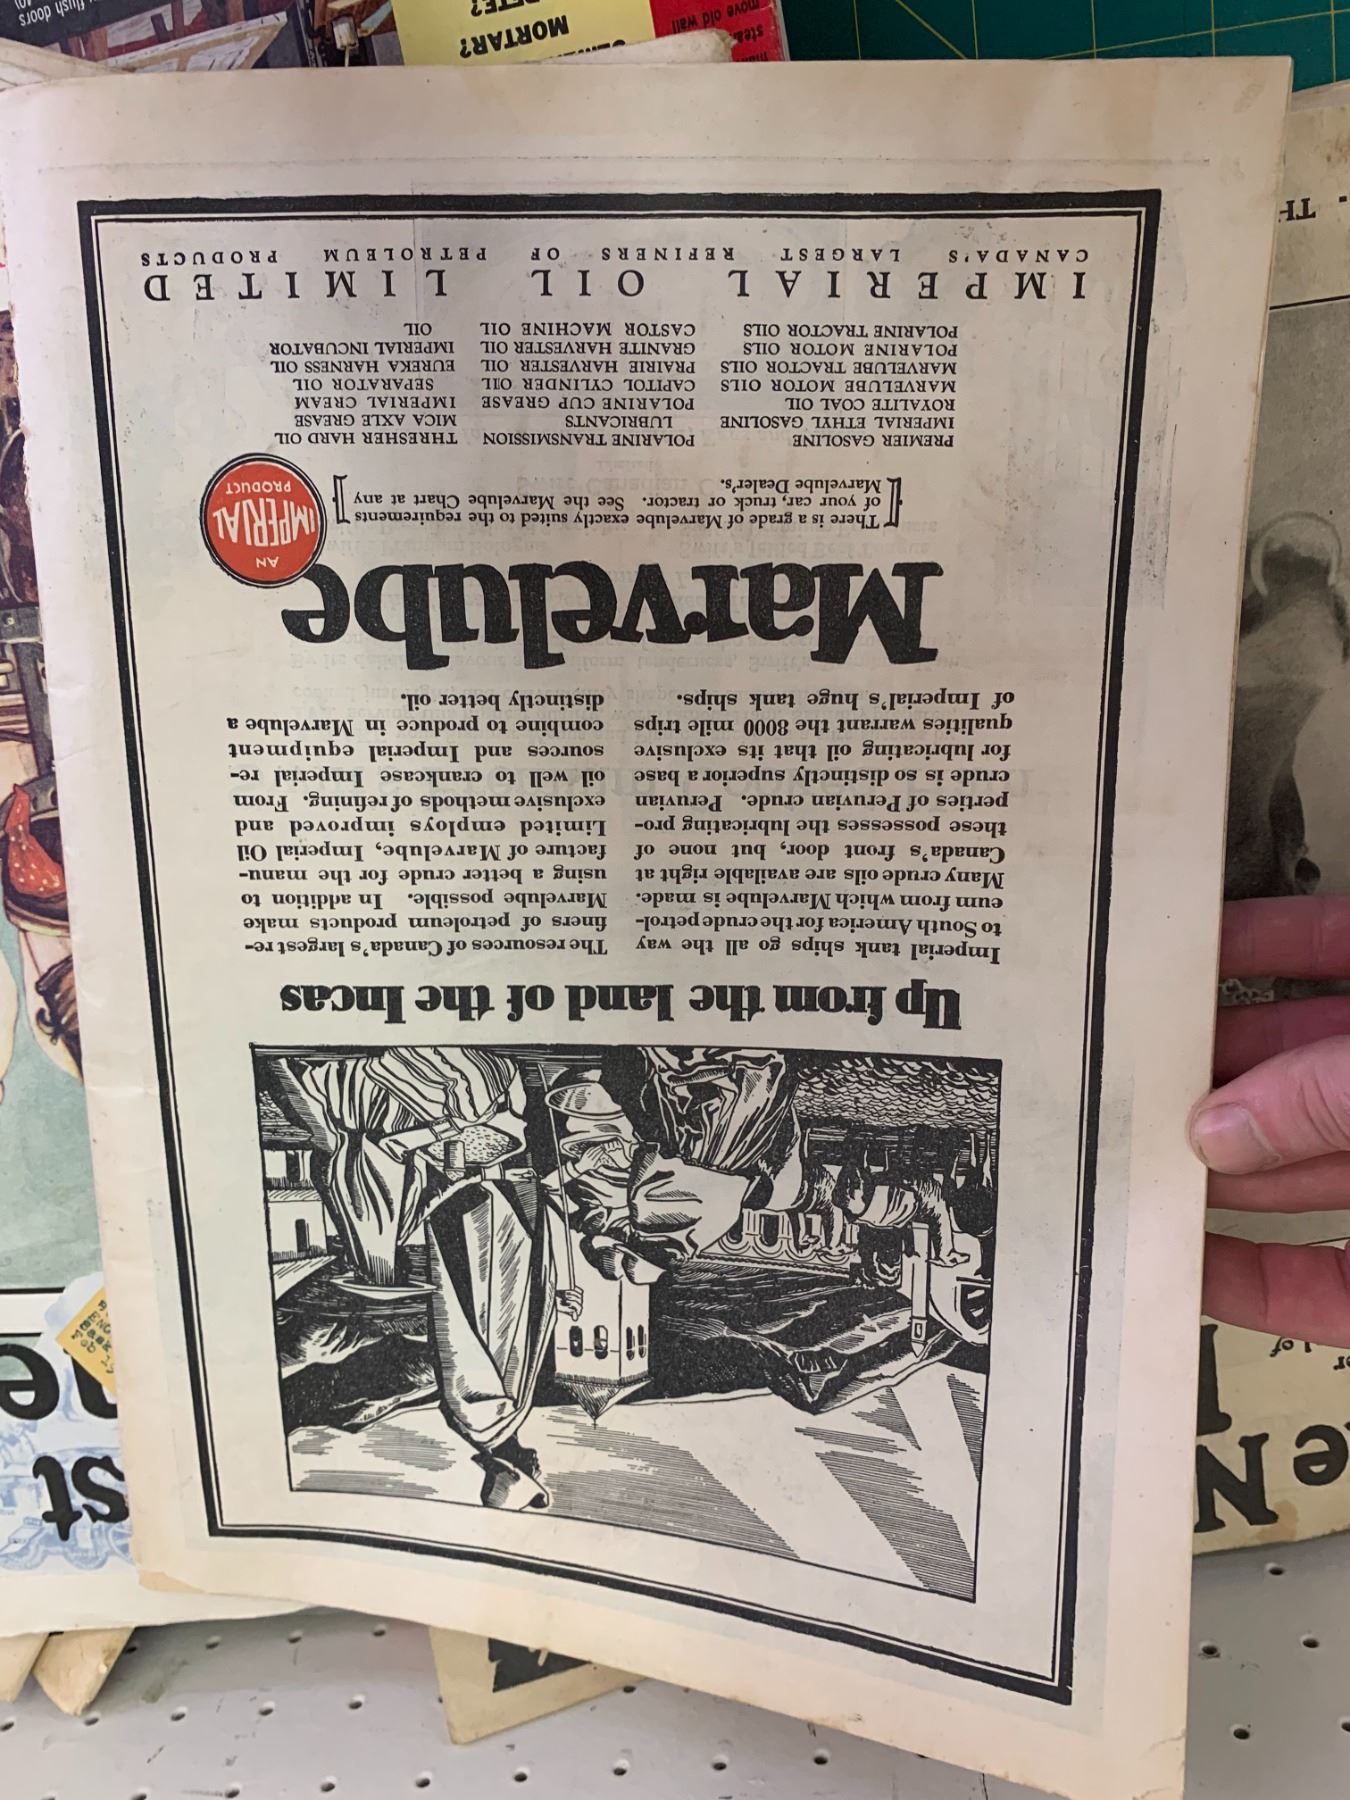 Up from the land of the Incas
Imperial tank ships go all the way
to South America for the crude petrol-
eum from which Marvelube is made.
Many crude oils are available right at
Canada's front door, but none of
these possesses the lubricating pro-
perties of Peruvian crude. Peruvian
crude is so distinctly superior a base
for lubricating oil that its exclusive
qualities warrant the 8000 mile trips
of Imperial's huge tank ships.
The resources of Canada's largest re-
finers of petroleum products make
Marvelube possible. In addition to
using a better crude for the manu-
facture of Marvelube, Imperial Oil
Limited employs improved and
exclusive methods of refining. From
oil well to crankcase Imperial re-
sources and Imperial equipment
combine to produce in Marvelube a
distinctly better oil.
Marvelube
AN
IMPERIAL
PRODUCT
There is a grade of Marvelube exactly suited to the requirements
of your car, truck or tractor. See the Marvelube Chart at any
Marvelube Dealer's.
PREMIER GASOLINE
IMPERIAL ETHYL GASOLINE
ROYALITE COAL OIL
MARVELUBE MOTOR OILS
MARVELUBE TRACTOR OILS
POLARINE MOTOR OILS
POLARINE TRACTOR OILS
POLARINE TRANSMISSION
LUBRICANTS
POLARINE CUP GREASE
CAPITOL CYLINDER OIL
PRAIRIE HARVESTER OIL
GRANITE HARVESTER OIL
CASTOR MACHINE OIL
THRESHER HARD OIL
MICA AXLE GREASE
IMPERIAL CREAM
SEPARATOR OIL
EUREKA HARNESS OIL
IMPERIAL INCUBATOR
OIL
IMPERIAL OIL LIMITED
CANADA'S LARGEST REFINERS OF PETROLEUM PRODUCTS
MORTAR?
move old wall
flush doors